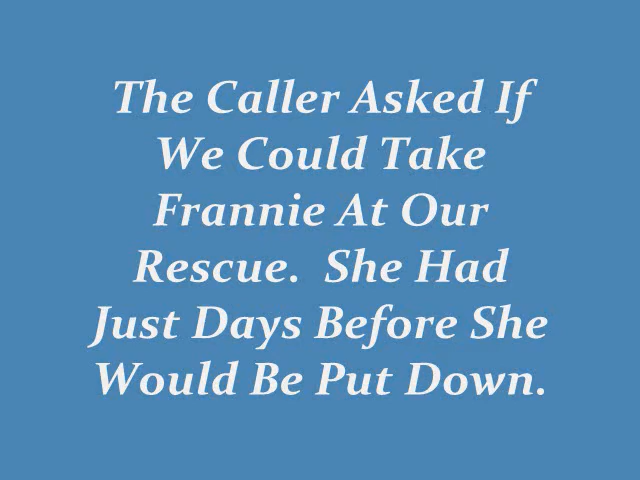 The Caller Asked If
We Could Take
Frannie At Our
Rescue.  She Had
Just Days Before She
Would Be Put Down.